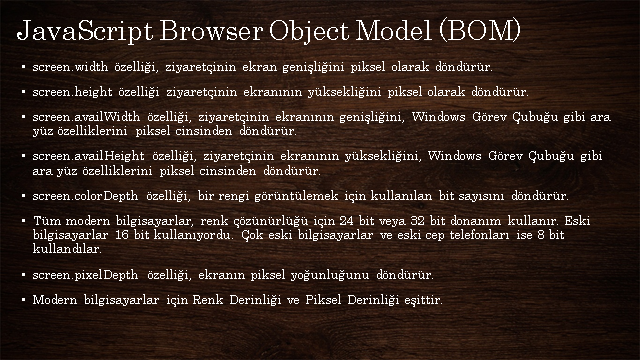 JavaScript Browser Object Model (BOM)
• screen.width özelliği, ziyaretçinin ekran genişliğini piksel olarak döndürür.
• screen.height özelliği ziyaretçinin ekranının yüksekliğini piksel olarak döndürür.
• screen.availWidth özelliği, ziyaretçinin ekranının genişliğini, Windows Görev Çubuğu gibi ara
yüz özelliklerini piksel cinsinden döndürür.
• screen.availHeight özelliği, ziyaretçinin ekranının yüksekliğini, Windows Görev Çubuğu gibi
ara yüz özelliklerini piksel cinsinden döndürür.
• screen.colorDepth özelliği, bir rengi görüntülemek için kullanılan bit sayısını döndürür.
• Tüm modern bilgisayarlar, renk çözünürlüğü için 24 bit veya 32 bit donanım kullanır. Eski
bilgisayarlar 16 bit kullanıyordu. Çok eski bilgisayarlar ve eski cep telefonları ise 8 bit
kullandılar.
• screen.pixelDepth özelliği, ekranın piksel yoğunluğunu döndürür.
• Modern bilgisayarlar için Renk Derinliği ve Piksel Derinliği eşittir.